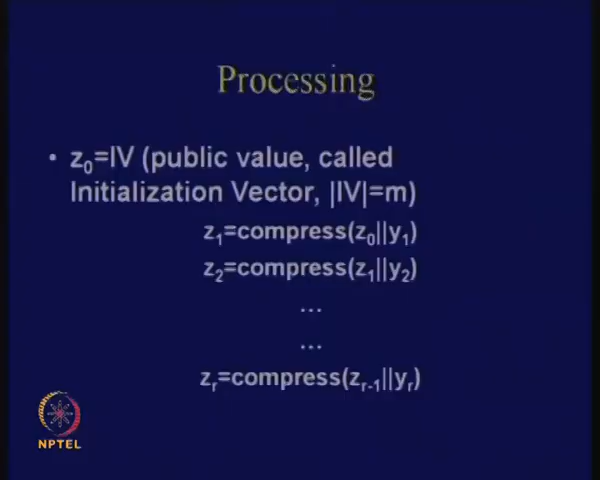 Processing
• z₀=IV (public value, called
Initialization Vector, |IV|=m)
z₁=compress(z₀||y₁)
z₂=compress(z₁||y₂)
...
...
zᵣ=compress(zᵣ₋₁||yᵣ)
NPTEL